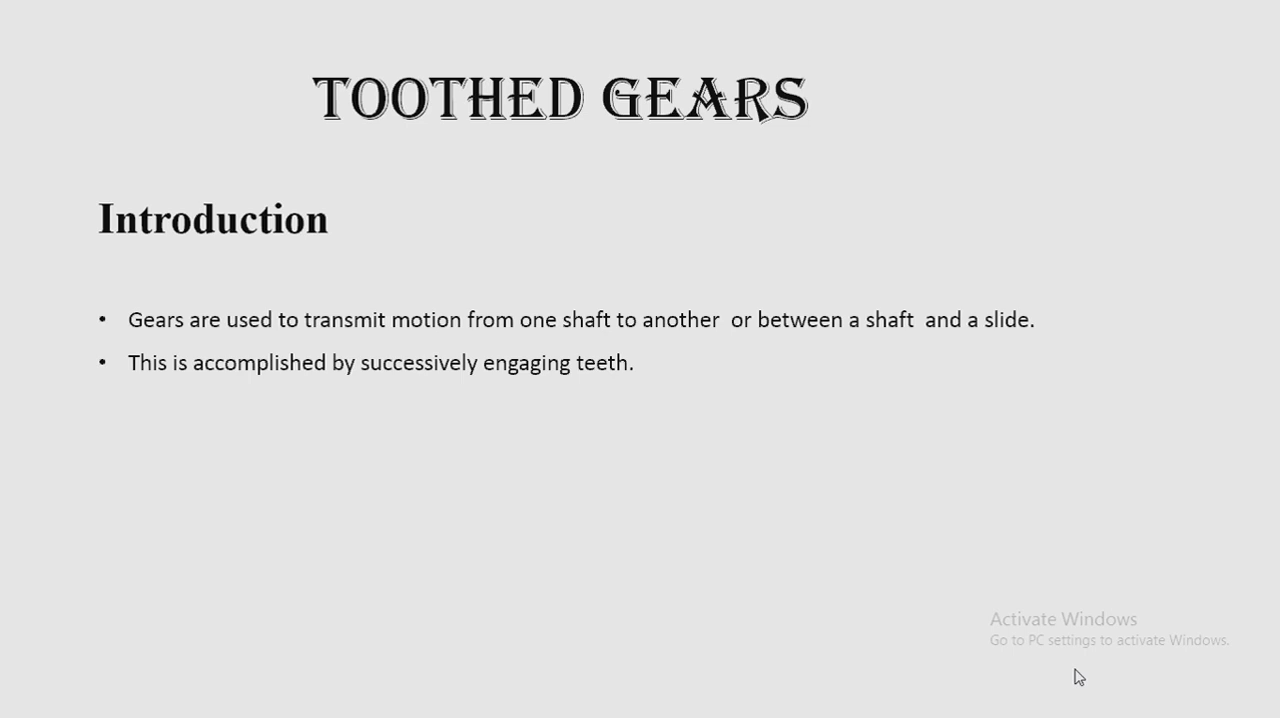 TOOTHED GEARS
Introduction
• Gears are used to transmit motion from one shaft to another  or between a shaft  and a slide.
• This is accomplished by successively engaging teeth.
Activate Windows
Go to PC settings to activate Windows.